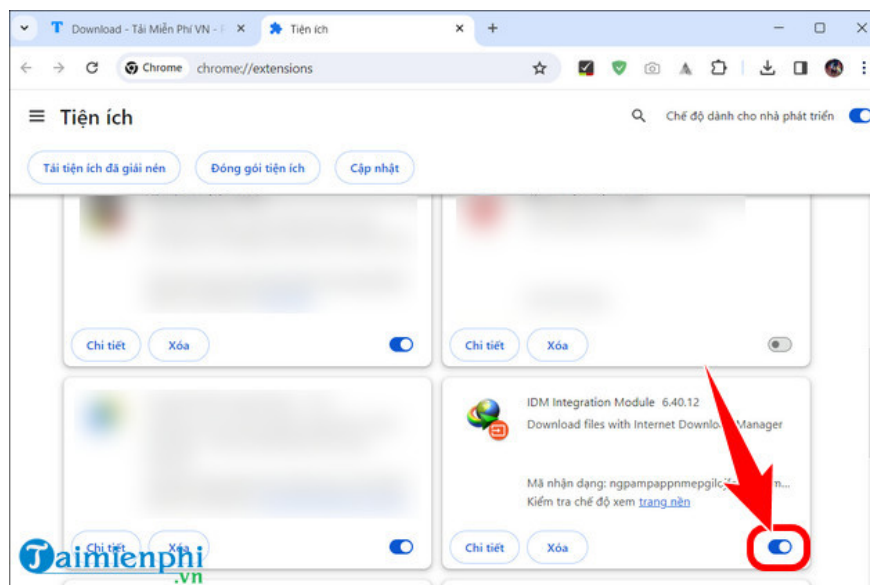 Download - Tải Miễn Phí VN - F
Tiện ích
Chrome
chrome://extensions
Tiện ích
Chế độ dành cho nhà phát triển
Tải tiện ích đã giải nén
Đóng gói tiện ích
Cập nhật
Chi tiết
Xóa
Chi tiết
Xóa
IDM Integration Module 6.40.12
Download files with Internet Download Manager
Mã nhận dạng:
Kiểm tra chế độ xem trang nền
Chi tiết
Xóa
Chi tiết
Xóa
Taimienphi
.vn